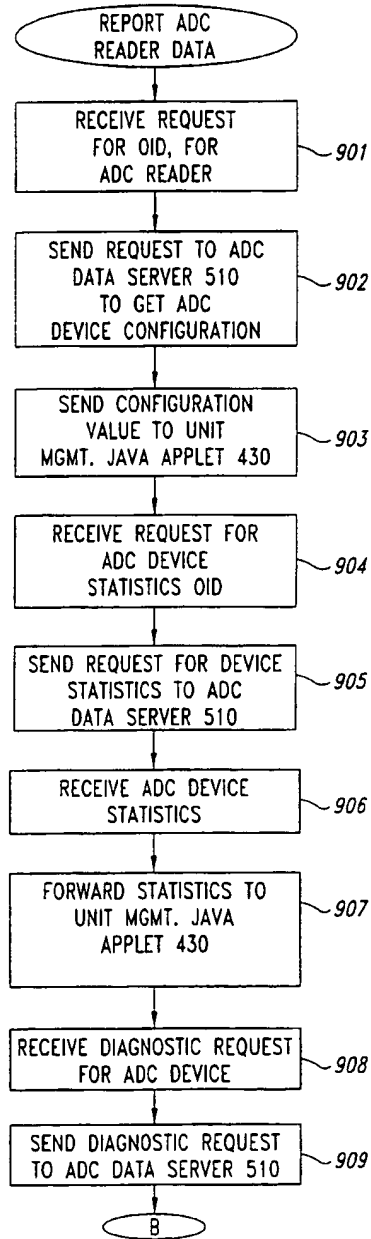 REPORT ADC
READER DATA
RECEIVE REQUEST
FOR OID, FOR
ADC READER
901
SEND REQUEST TO ADC
DATA SERVER 510
TO GET ADC
DEVICE CONFIGURATION
902
SEND CONFIGURATION
VALUE TO UNIT
MGMT. JAVA APPLET 430
903
RECEIVE REQUEST FOR
ADC DEVICE
STATISTICS OID
904
SEND REQUEST FOR DEVICE
STATISTICS TO ADC
DATA SERVER 510
905
RECEIVE ADC DEVICE
STATISTICS
906
FORWARD STATISTICS TO
UNIT MGMT. JAVA
APPLET 430
907
RECEIVE DIAGNOSTIC REQUEST
FOR ADC DEVICE
908
SEND DIAGNOSTIC REQUEST
TO ADC DATA SERVER 510
909
B